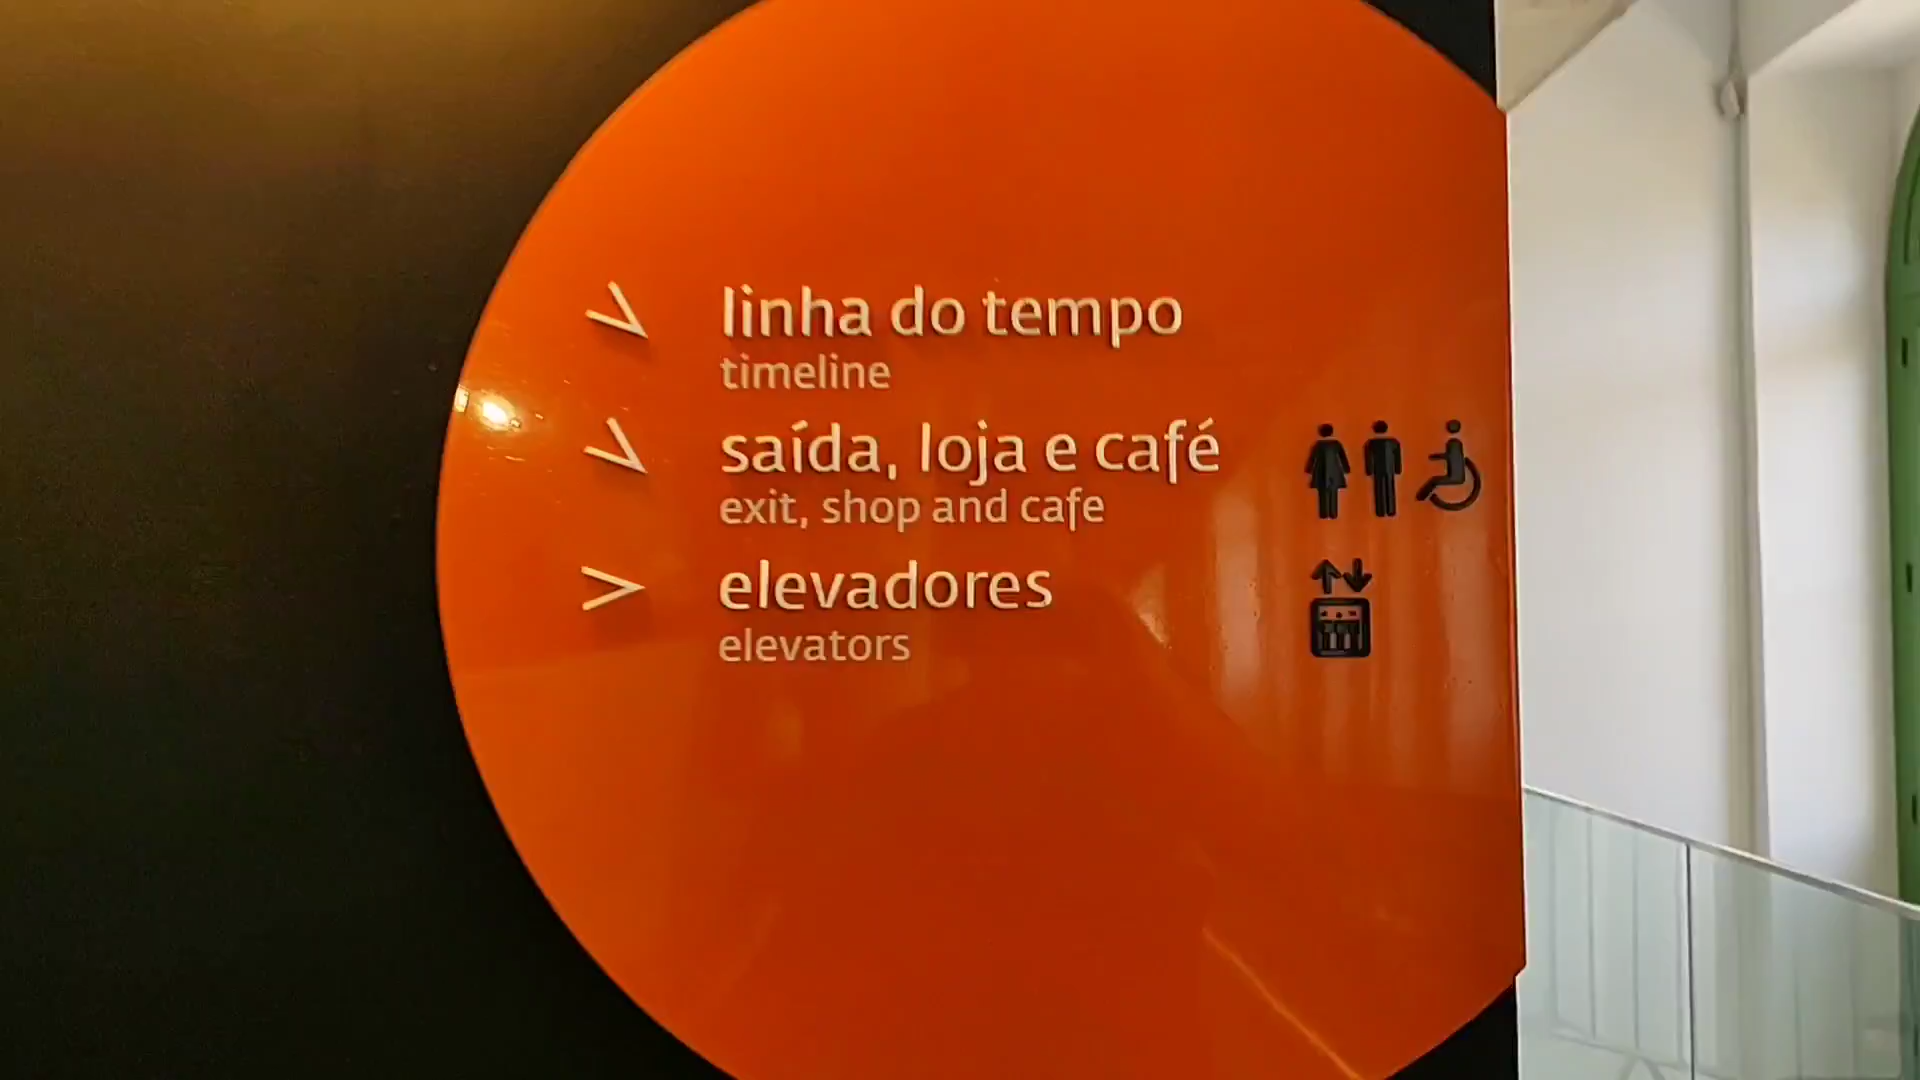 linha do tempo
timeline
saída, loja e café
exit, shop and cafe
elevadores
elevators